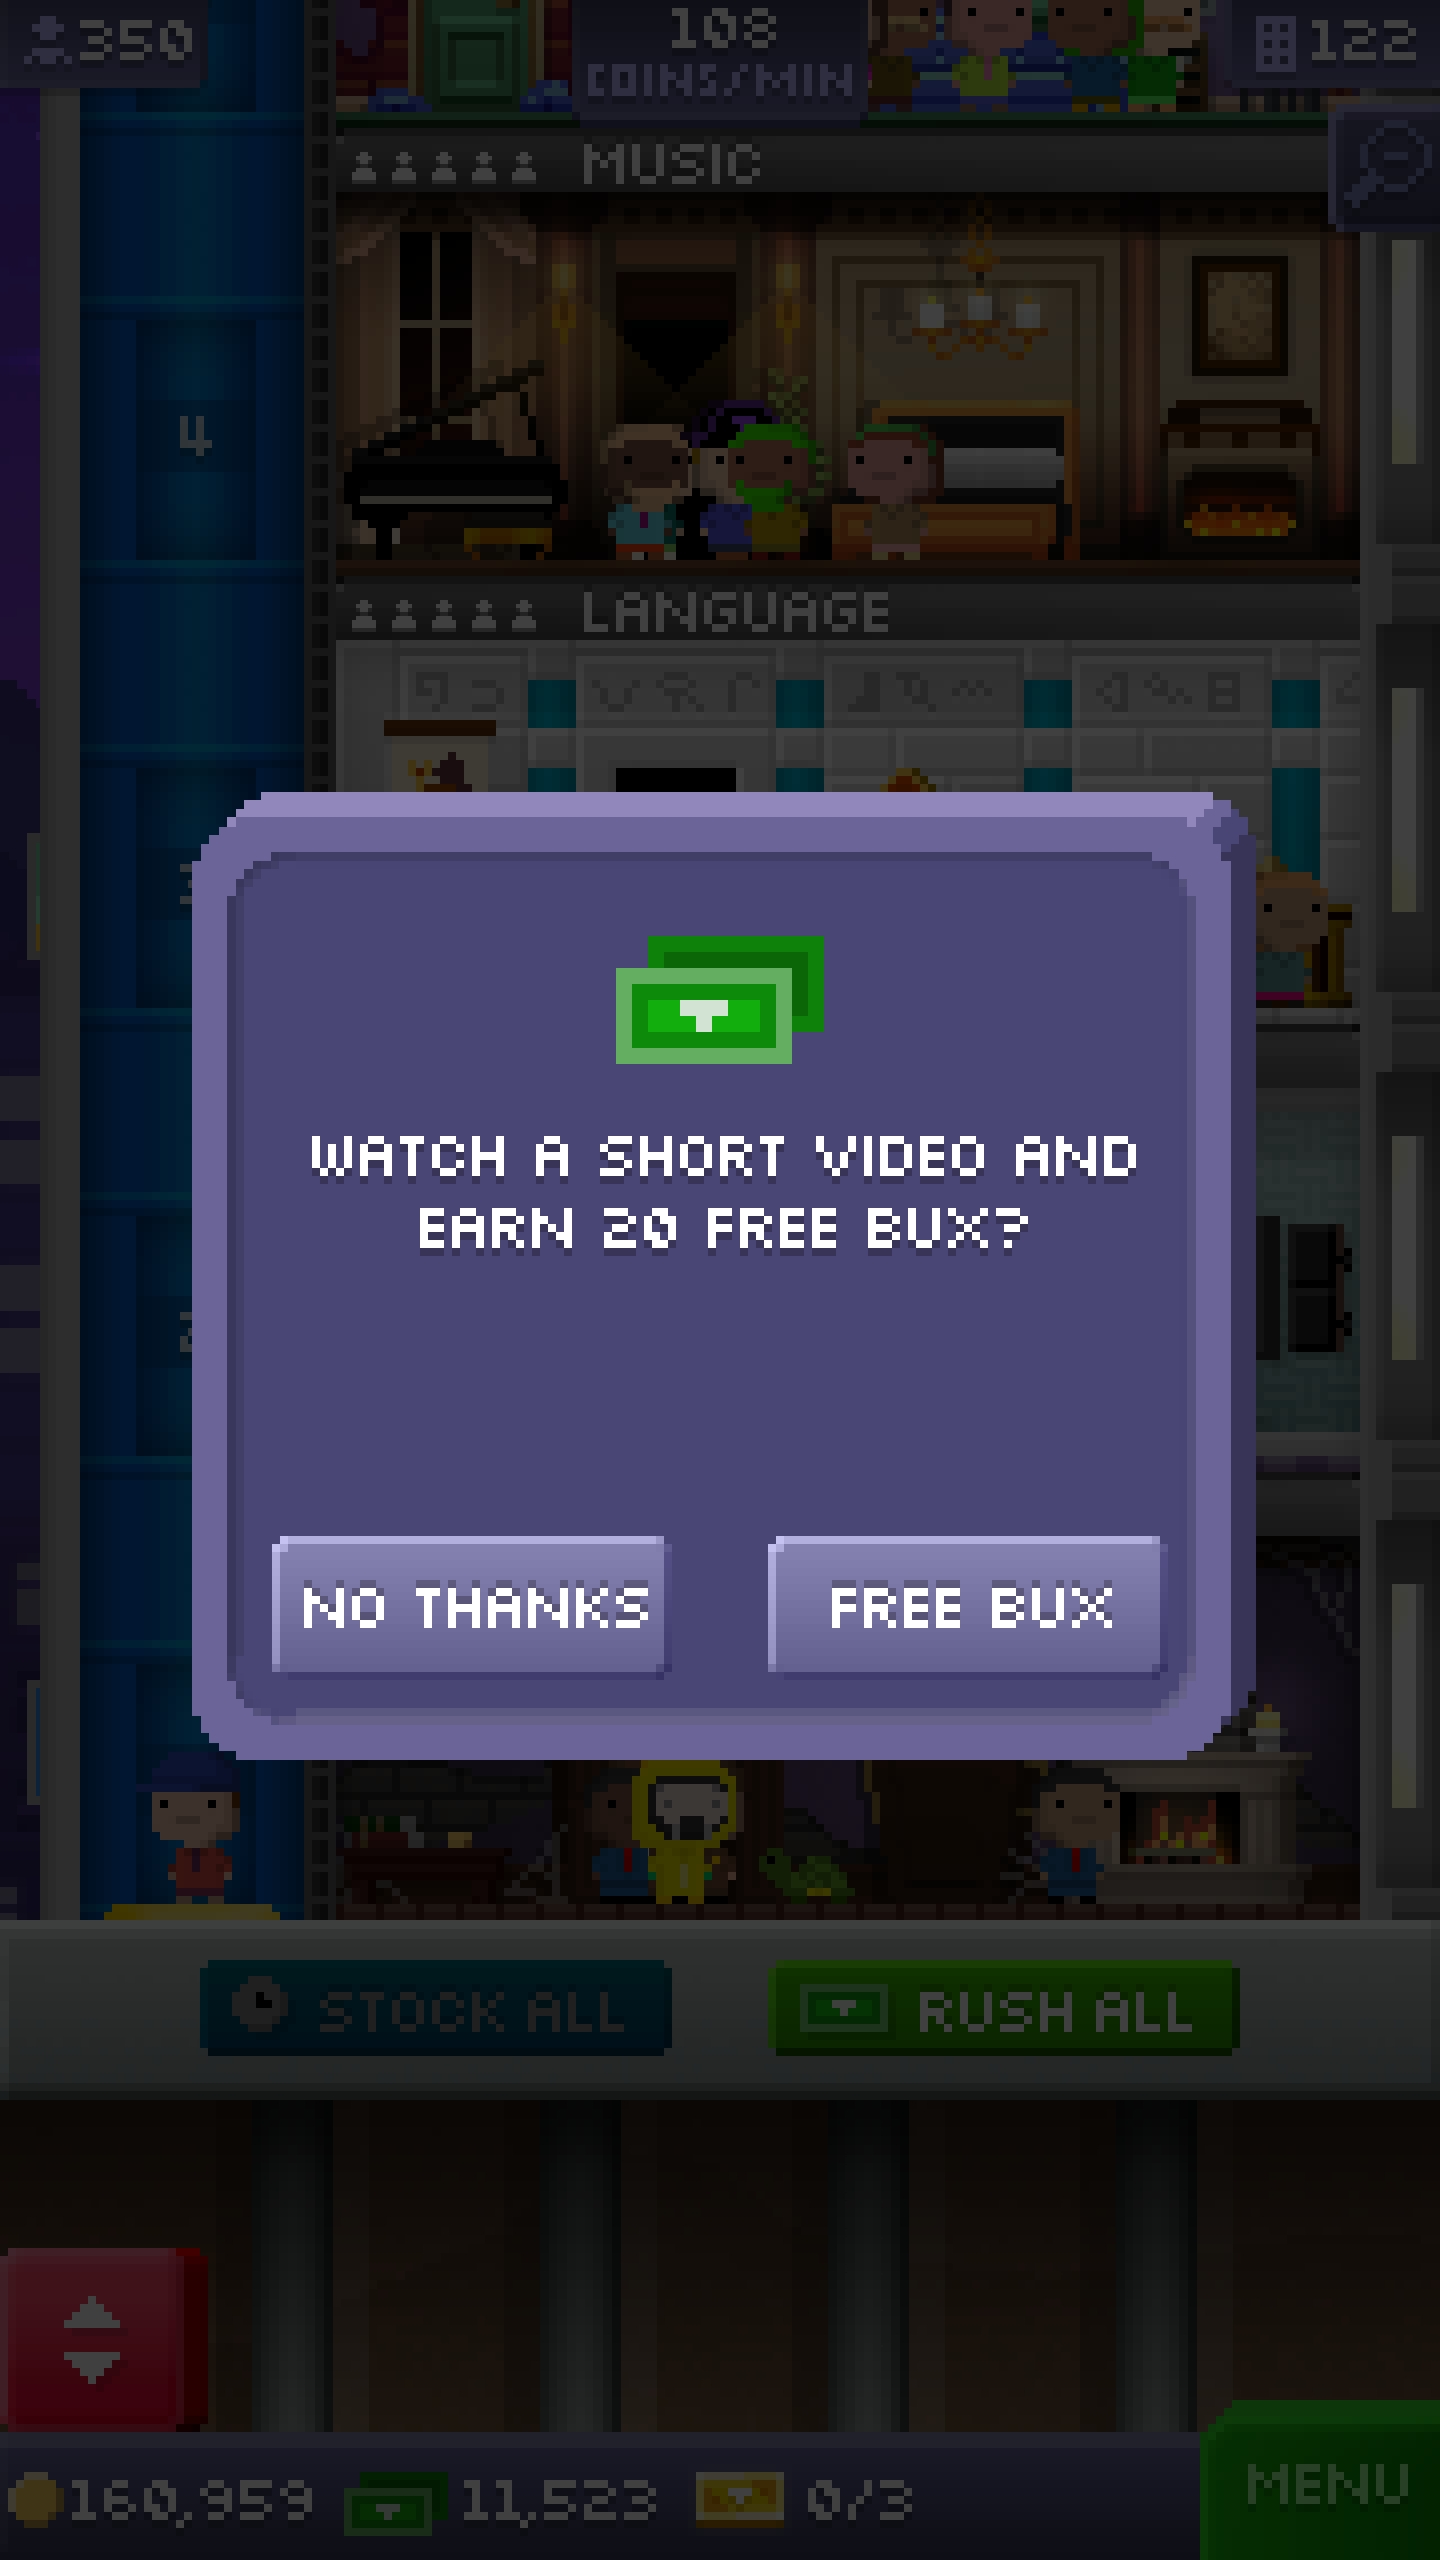 350
108
COINS/MIN
122
MUSIC
4
LANGUAGE
WATCH A SHORT VIDEO AND
EARN 20 FREE BUX?
NO THANKS
FREE BUX
STOCK ALL
RUSH ALL
160,959
11,523
0/3
MENU